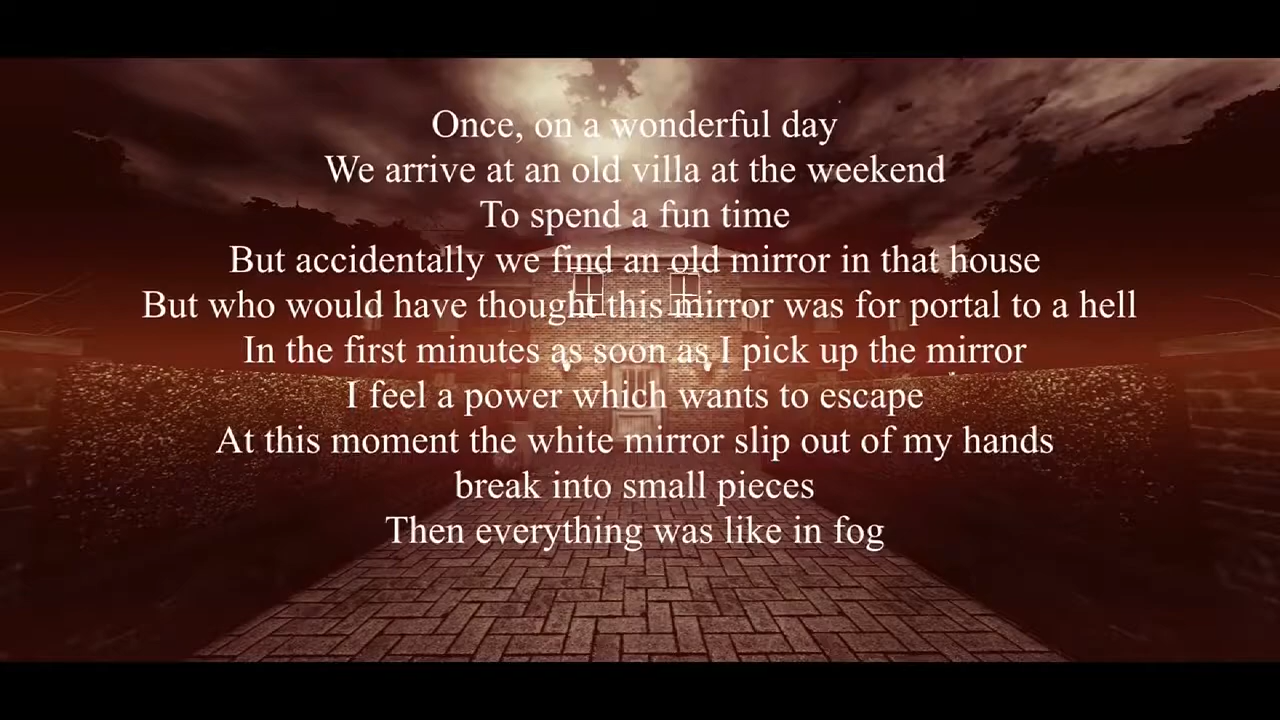 Once, on a wonderful day
We arrive at an old villa at the weekend
To spend a fun time
But accidentally we find an old mirror in that house
But who would have thought this mirror was for portal to a hell
In the first minutes as soon as I pick up the mirror
I feel a power which wants to escape
At this moment the white mirror slip out of my hands
break into small pieces
Then everything was like in fog